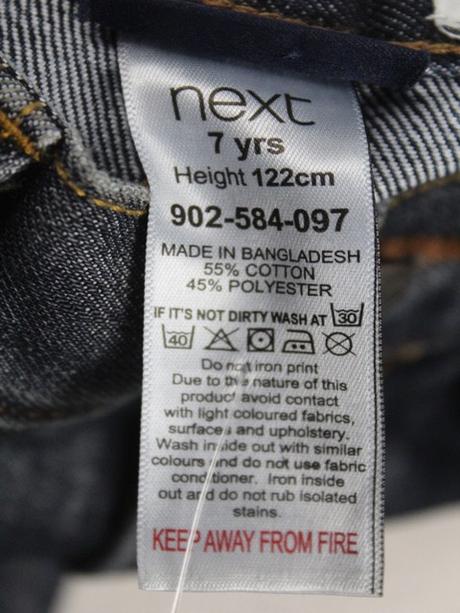 next
7 yrs
Height 122cm
902-584-097
MADE IN BANGLADESH
55% COTTON
45% POLYESTER
IF IT'S NOT DIRTY WASH AT 30
40
Do not iron print
Due to the nature of this
product avoid contact
with light coloured fabrics,
surfaces and upholstery.
Wash inside out with similar
colours and do not use fabric
conditioner. Iron inside
out and do not rub isolated
stains.
KEEP AWAY FROM FIRE